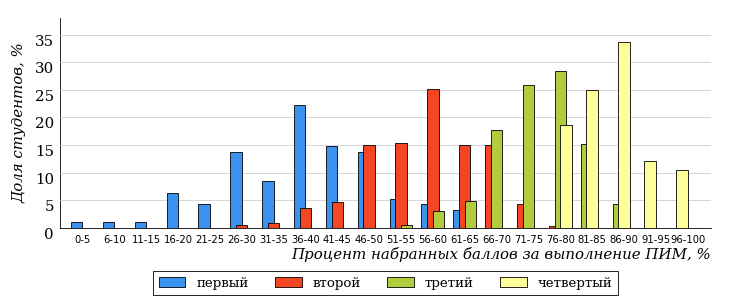 Доля студентов, %
35
30
25
20
15
10
5
0
0-5 6-10 11-15 16-20 21-25 26-30 31-35 36-40 41-45 46-50 51-55 56-60 61-65 66-70 71-75 76-80 81-85 86-90 91-95 96-100
Процент набранных баллов за выполнение ПИМ, %
первый второй третий четвертый